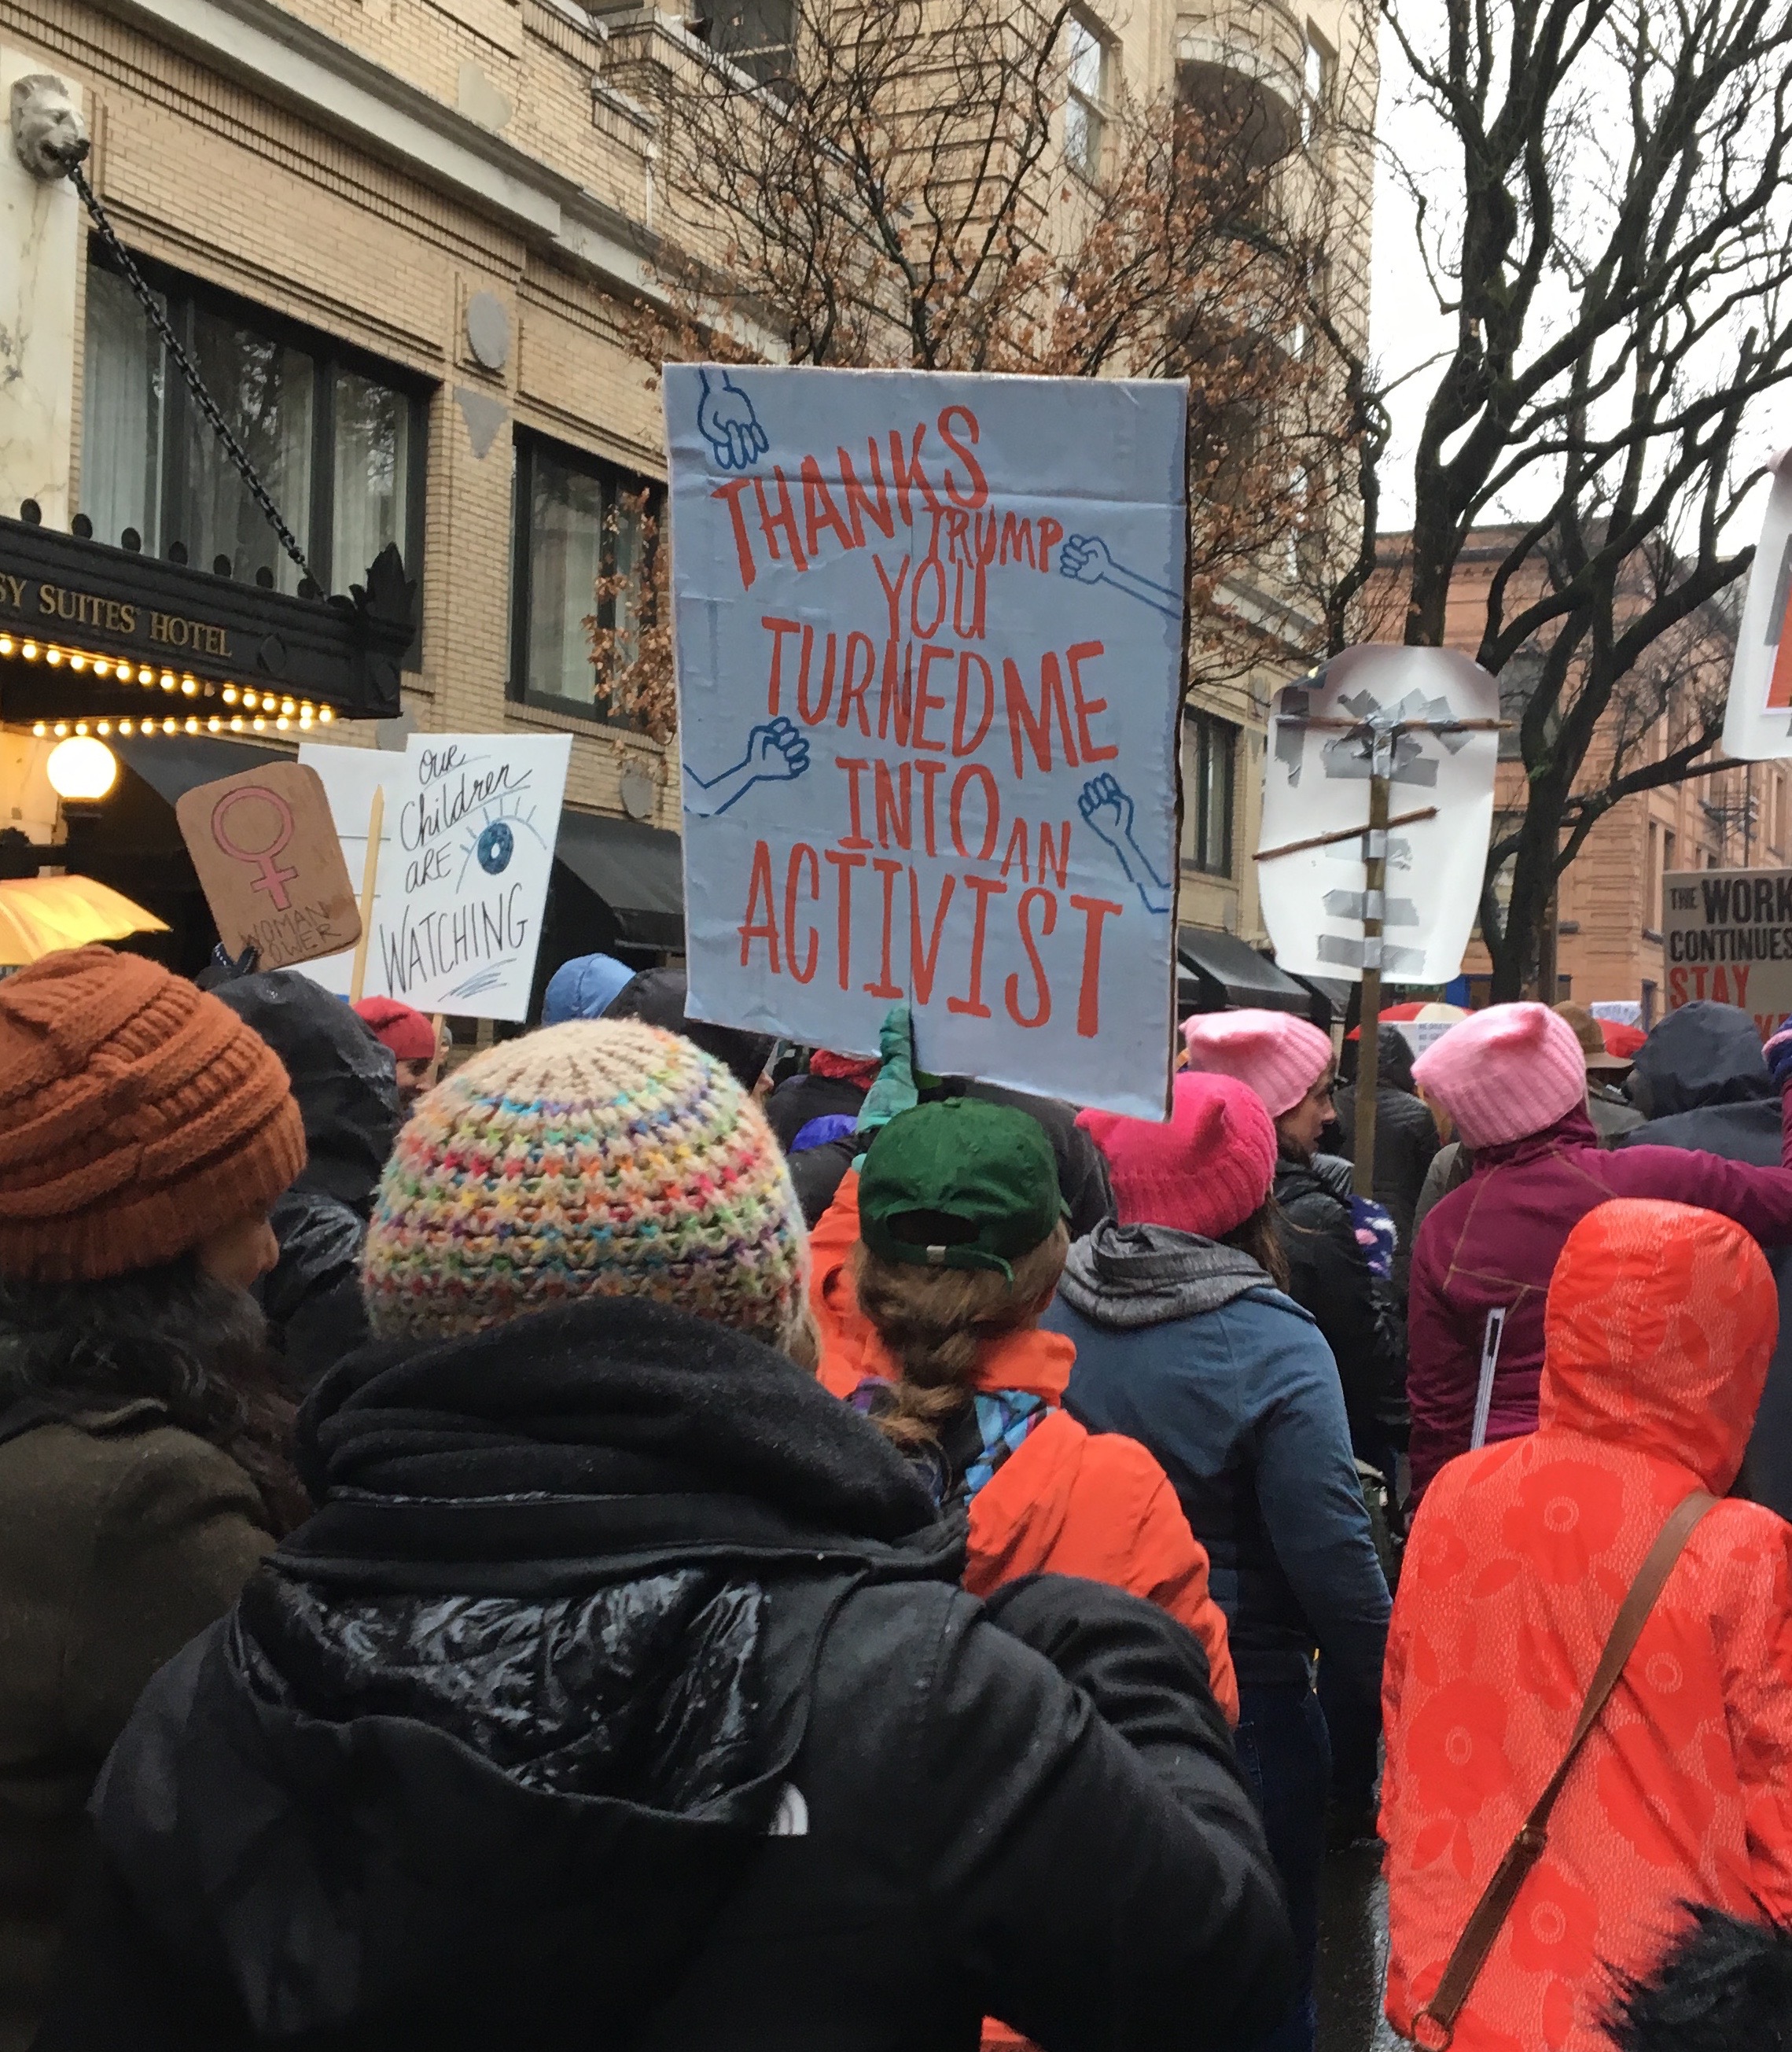 SY SUITES HOTEL
WOMAN
POWER
OUR
Children
ARE
WATCHING
THANKS
TRUMP
YOU
TURNED ME
INTO AN
ACTIVIST
THE WORK
CONTINUES
STAY